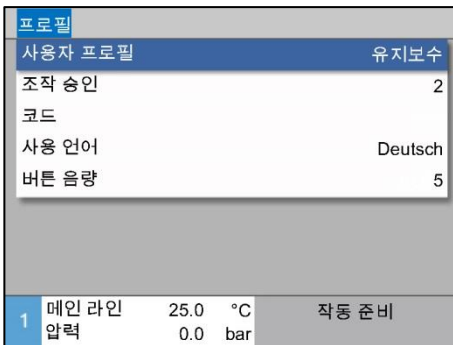 프로필
사용자 프로필 유지보수
조작 승인 2
코드
사용 언어 Deutsch
버튼 음량 5
1 메인 라인 25.0 °C 작동 준비
압력 0.0 bar